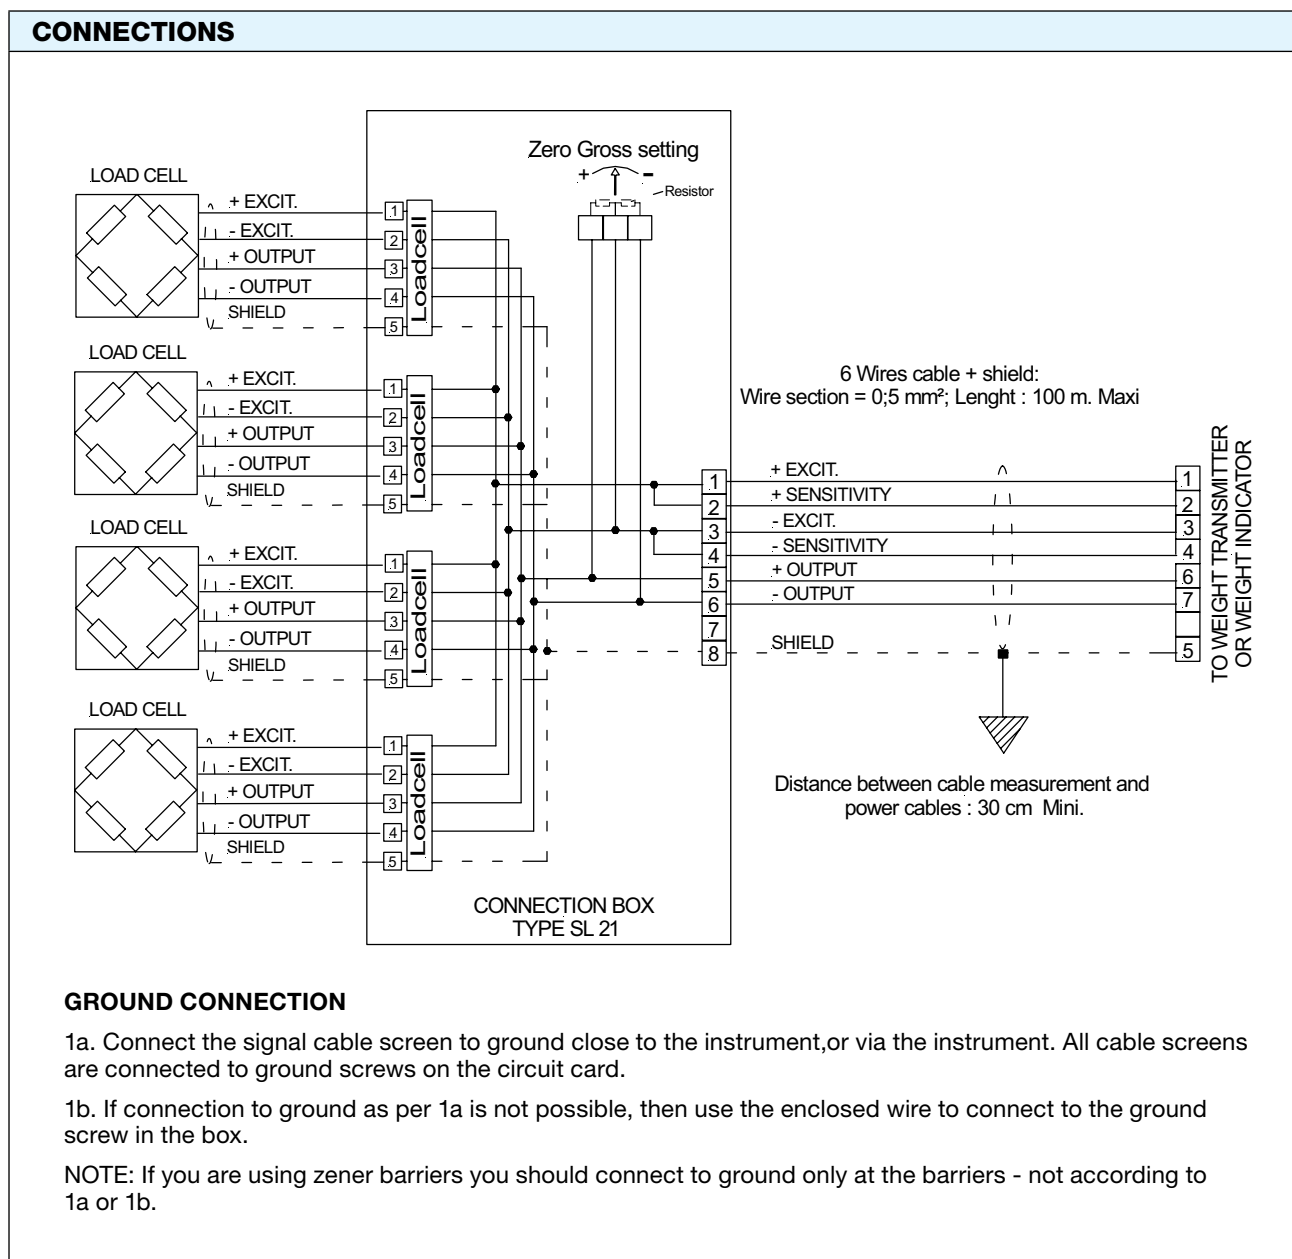 CONNECTIONS
Zero Gross setting
+ -
Resistor
LOAD CELL
+ EXCIT.
- EXCIT.
+ OUTPUT
- OUTPUT
SHIELD
1
2
3
4
5
Loadcell
LOAD CELL
+ EXCIT.
- EXCIT.
+ OUTPUT
- OUTPUT
SHIELD
1
2
3
4
5
Loadcell
LOAD CELL
+ EXCIT.
- EXCIT.
+ OUTPUT
- OUTPUT
SHIELD
1
2
3
4
5
Loadcell
LOAD CELL
+ EXCIT.
- EXCIT.
+ OUTPUT
- OUTPUT
SHIELD
1
2
3
4
5
Loadcell
CONNECTION BOX
TYPE SL 21
6 Wires cable + shield:
Wire section = 0;5 mm²; Lenght : 100 m. Maxi
1
2
3
4
5
6
7
8
+ EXCIT.
+ SENSITIVITY
- EXCIT.
- SENSITIVITY
+ OUTPUT
- OUTPUT
SHIELD
1
2
3
4
6
7
5
TO WEIGHT TRANSMITTER
OR WEIGHT INDICATOR
Distance between cable measurement and
power cables : 30 cm Mini.
GROUND CONNECTION
1a. Connect the signal cable screen to ground close to the instrument,or via the instrument. All cable screens
are connected to ground screws on the circuit card.
1b. If connection to ground as per 1a is not possible, then use the enclosed wire to connect to the ground
screw in the box.
NOTE: If you are using zener barriers you should connect to ground only at the barriers - not according to
1a or 1b.